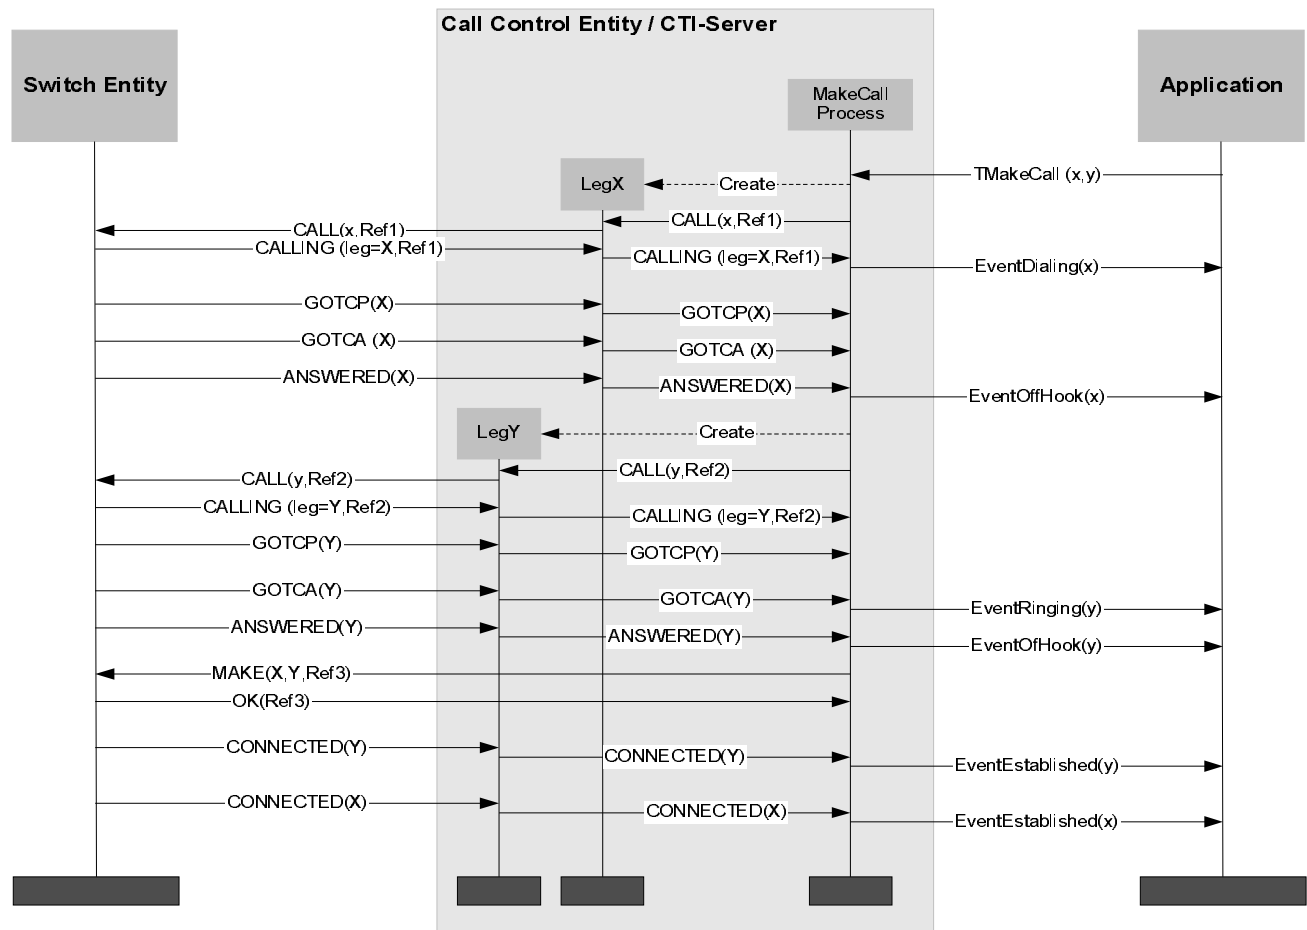 Call Control Entity / CTI-Server
Switch Entity
Application
MakeCall
Process
TMakeCall (x,y)
LegX
Create
CALL(x,Ref1)
CALL(x,Ref1)
CALLING (leg=X,Ref1)
CALLING (leg=X,Ref1)
EventDialing(x)
GOTCP(X)
GOTCP(X)
GOTCA (X)
GOTCA (X)
ANSWERED(X)
ANSWERED(X)
EventOffHook(x)
LegY
Create
CALL(y,Ref2)
CALL(y,Ref2)
CALLING (leg=Y,Ref2)
CALLING (leg=Y,Ref2)
GOTCP(Y)
GOTCP(Y)
GOTCA(Y)
GOTCA(Y)
EventRinging(y)
ANSWERED(Y)
ANSWERED(Y)
EventOfHook(y)
MAKE(X,Y,Ref3)
OK(Ref3)
CONNECTED(Y)
CONNECTED(Y)
EventEstablished(y)
CONNECTED(X)
CONNECTED(X)
EventEstablished(x)